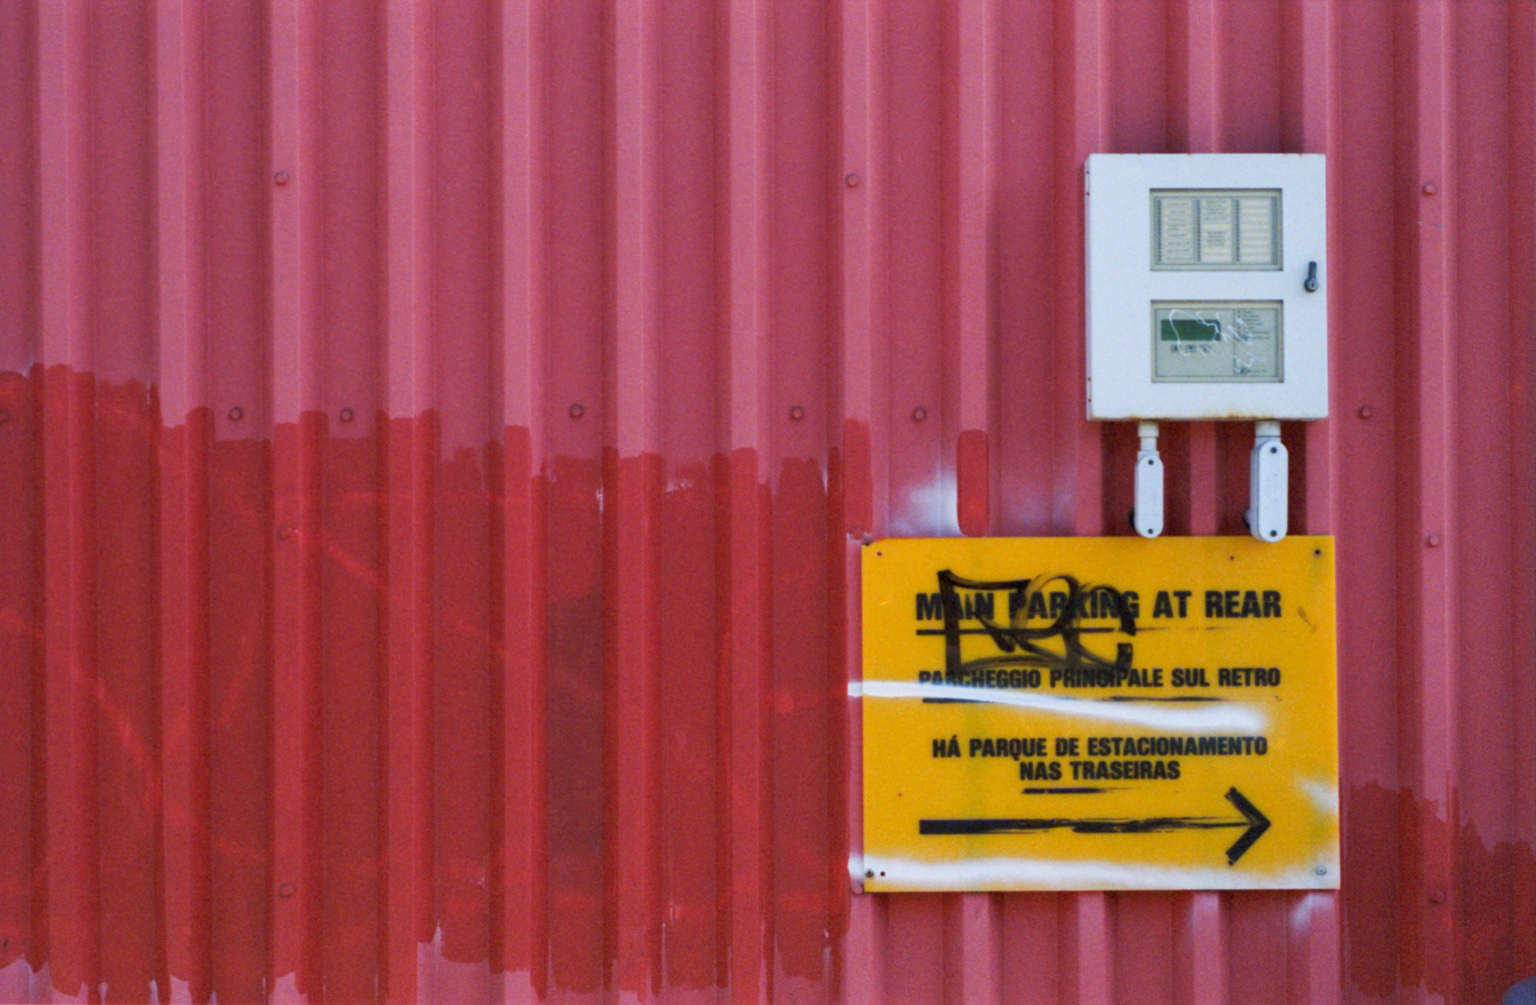 MAIN PARKING AT REAR
PARCHEGGIO PRINCIPALE SUL RETRO
HÁ PARQUE DE ESTACIONAMENTO
NAS TRASEIRAS